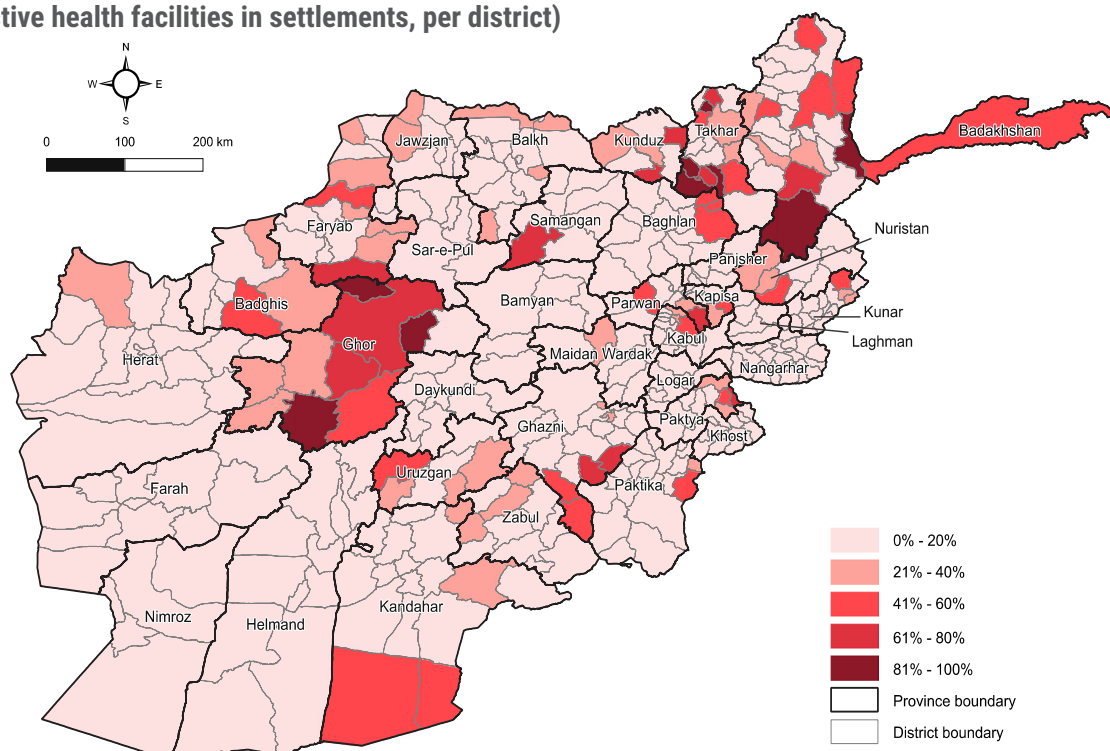 ctive health facilities in settlements, per district)
N
W E
S
0 100 200 km
Badakhshan
Takhar
Kunduz
Balkh
Jawzjan
Samangan
Baghlan
Faryab
Sar-e-Pul
Nuristan
Panjsher
Badghis
Bamyan
Parwan
Kapisa
Kunar
Laghman
Kabul
Ghor
Herat
Maidan Wardak
Nangarhar
Logar
Daykundi
Ghazni
Paktya
Khost
Uruzgan
Paktika
Farah
Zabul
Kandahar
Nimroz
Helmand
0% - 20%
21% - 40%
41% - 60%
61% - 80%
81% - 100%
Province boundary
District boundary